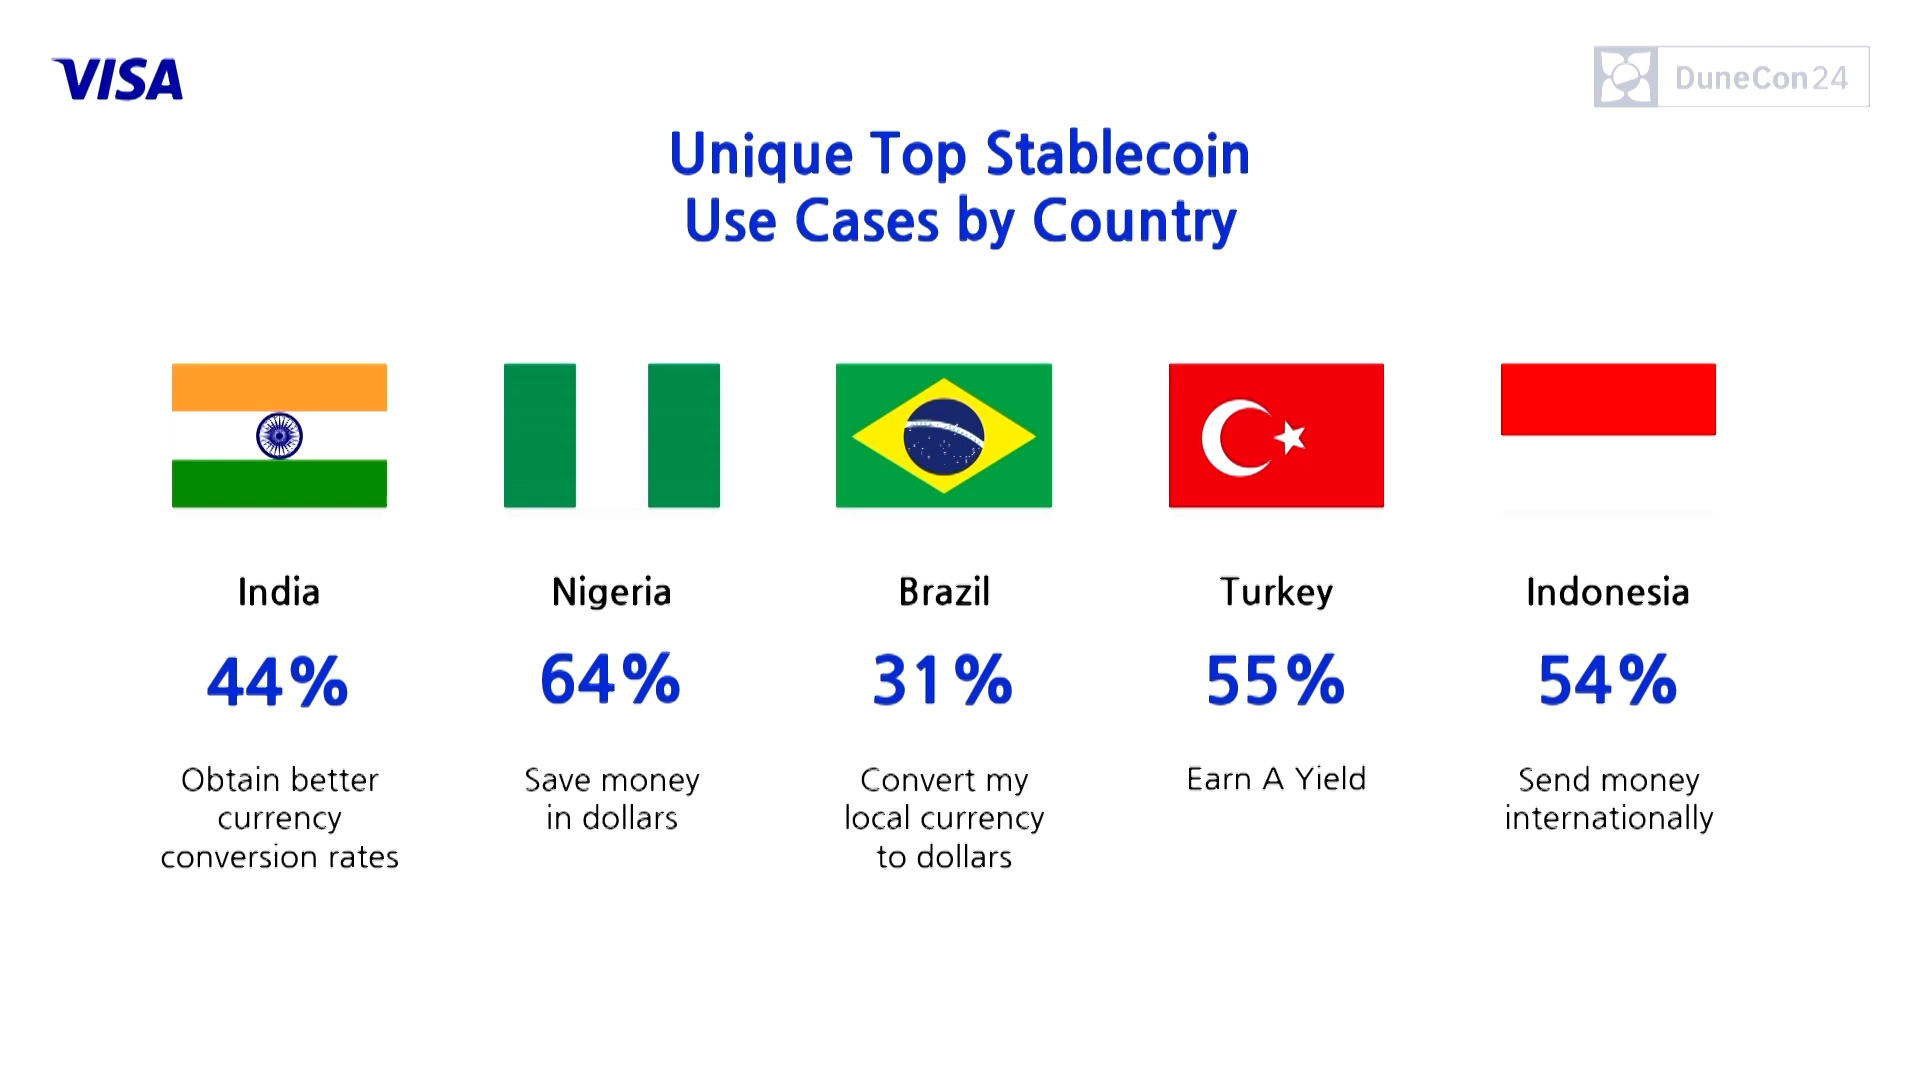 VISA
DuneCon24
Unique Top Stablecoin
Use Cases by Country
India
44%
Obtain better
currency
conversion rates
Nigeria
64%
Save money
in dollars
Brazil
31%
Convert my
local currency
to dollars
Turkey
55%
Earn A Yield
Indonesia
54%
Send money
internationally